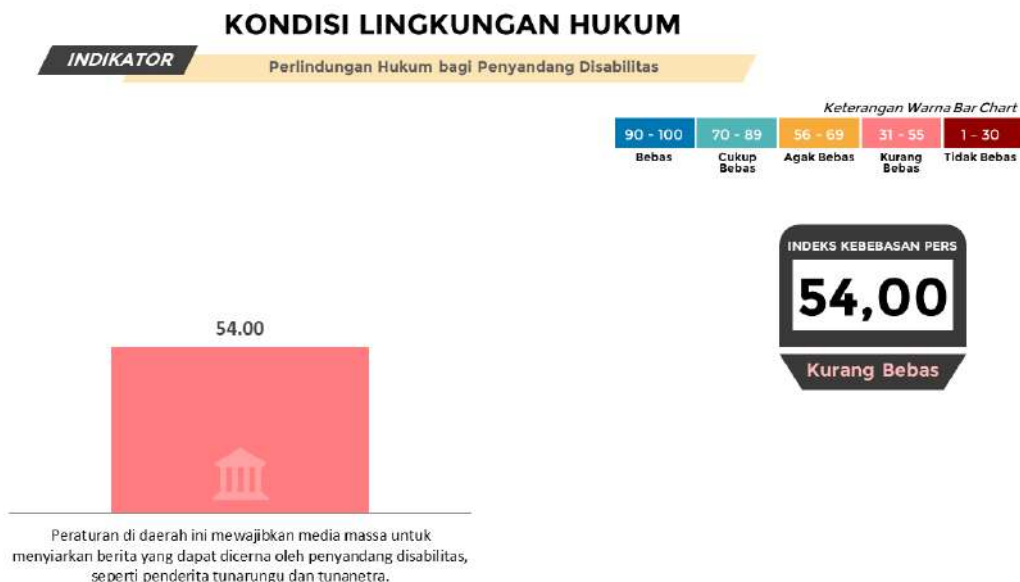 KONDISI LINGKUNGAN HUKUM
INDIKATOR
Perlindungan Hukum bagi Penyandang Disabilitas
Keterangan Warna Bar Chart
90 - 100 70 - 89 56 - 69 31 - 55 1 - 30
Bebas Cukup Agak Bebas Kurang Tidak Bebas
Bebas Bebas
INDEKS KEBEBASAN PERS
54,00
Kurang Bebas
54.00
Peraturan di daerah ini mewajibkan media massa untuk
menyiarkan berita yang dapat dicerna oleh penyandang disabilitas,
seperti penderita tunarungu dan tunanetra.